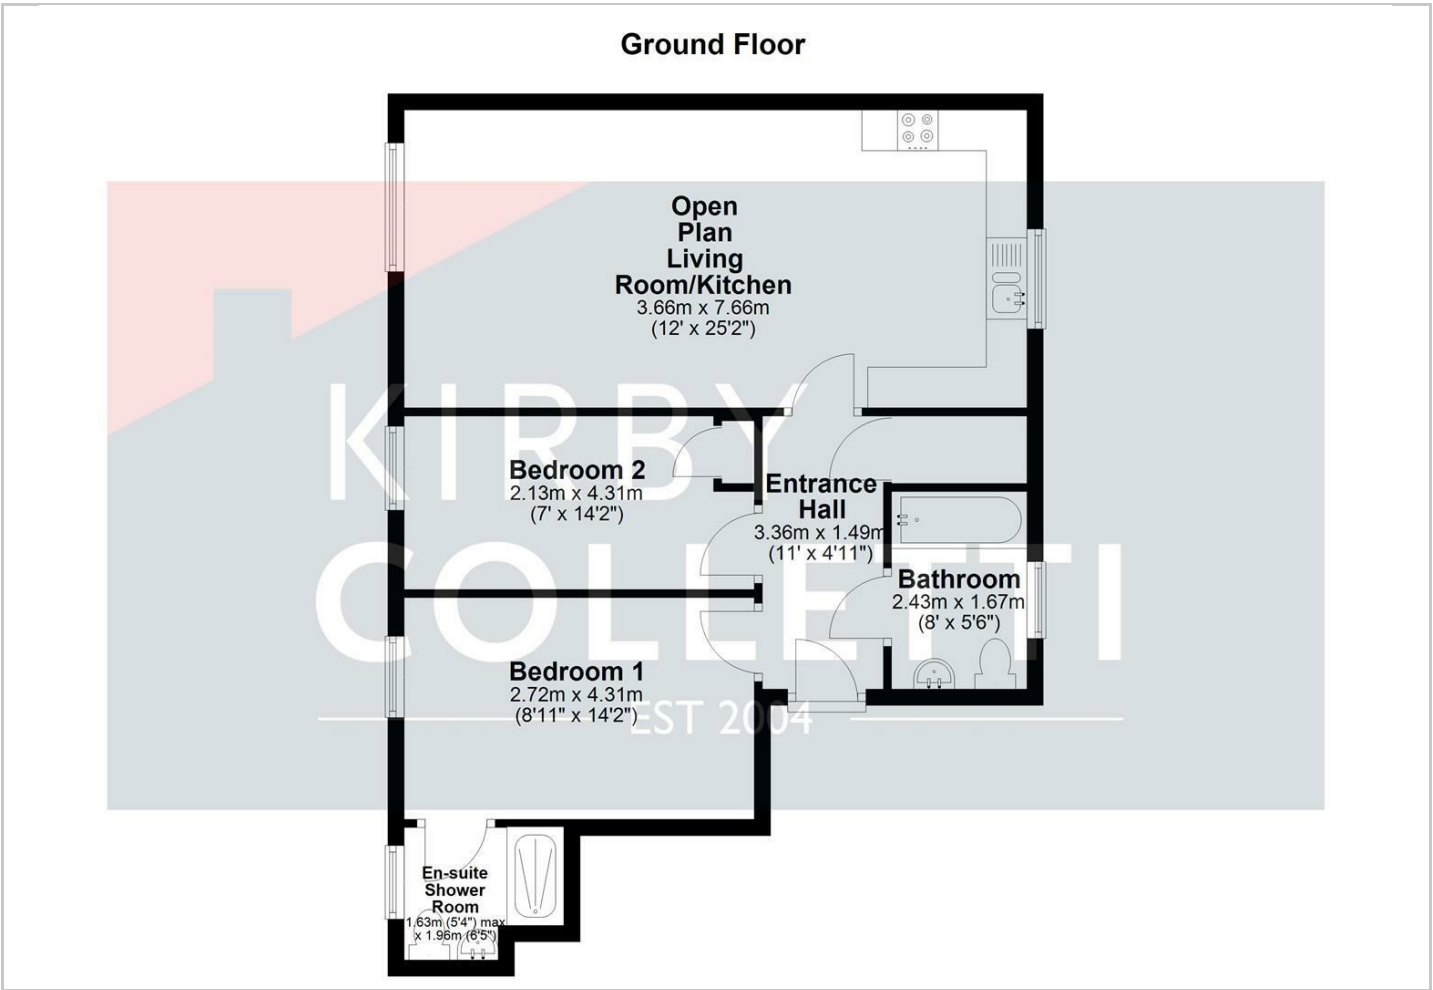 Ground Floor
Open
Plan
Living
Room/Kitchen
3.66m x 7.66m
(12' x 25'2")
KIRBY
Bedroom 2
2.13m x 4.31m
(7' x 14'2")
Entrance
Hall
3.36m x 1.49m
(11' x 4'11")
COLLETTI
Bathroom
2.43m x 1.67m
(8' x 5'6")
Bedroom 1
2.72m x 4.31m
(8'11" x 14'2")
EST 2004
En-suite
Shower
Room
1.63m (5'4") max
x 1.96m (6'5")